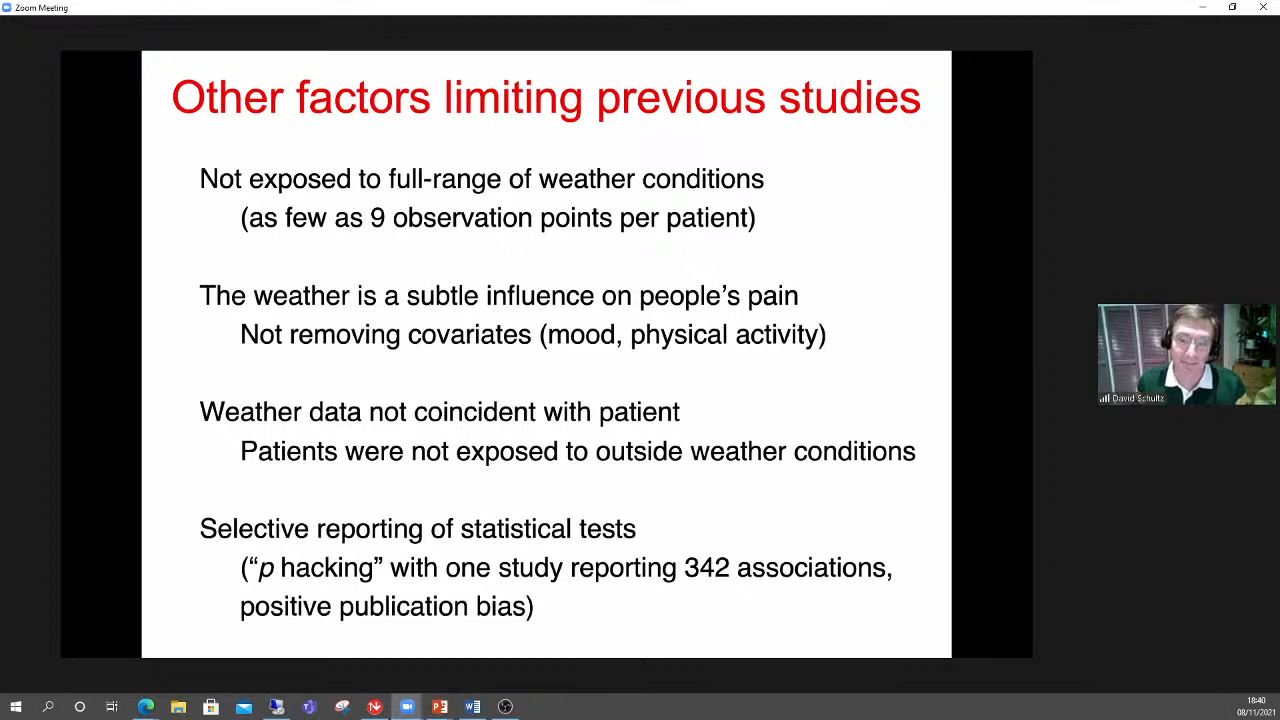 Zoom Meeting
Other factors limiting previous studies
Not exposed to full-range of weather conditions
(as few as 9 observation points per patient)
The weather is a subtle influence on people’s pain
Not removing covariates (mood, physical activity)
Weather data not coincident with patient
Patients were not exposed to outside weather conditions
Selective reporting of statistical tests
(“p hacking” with one study reporting 342 associations,
positive publication bias)
David Schultz
18:40
08/11/2021